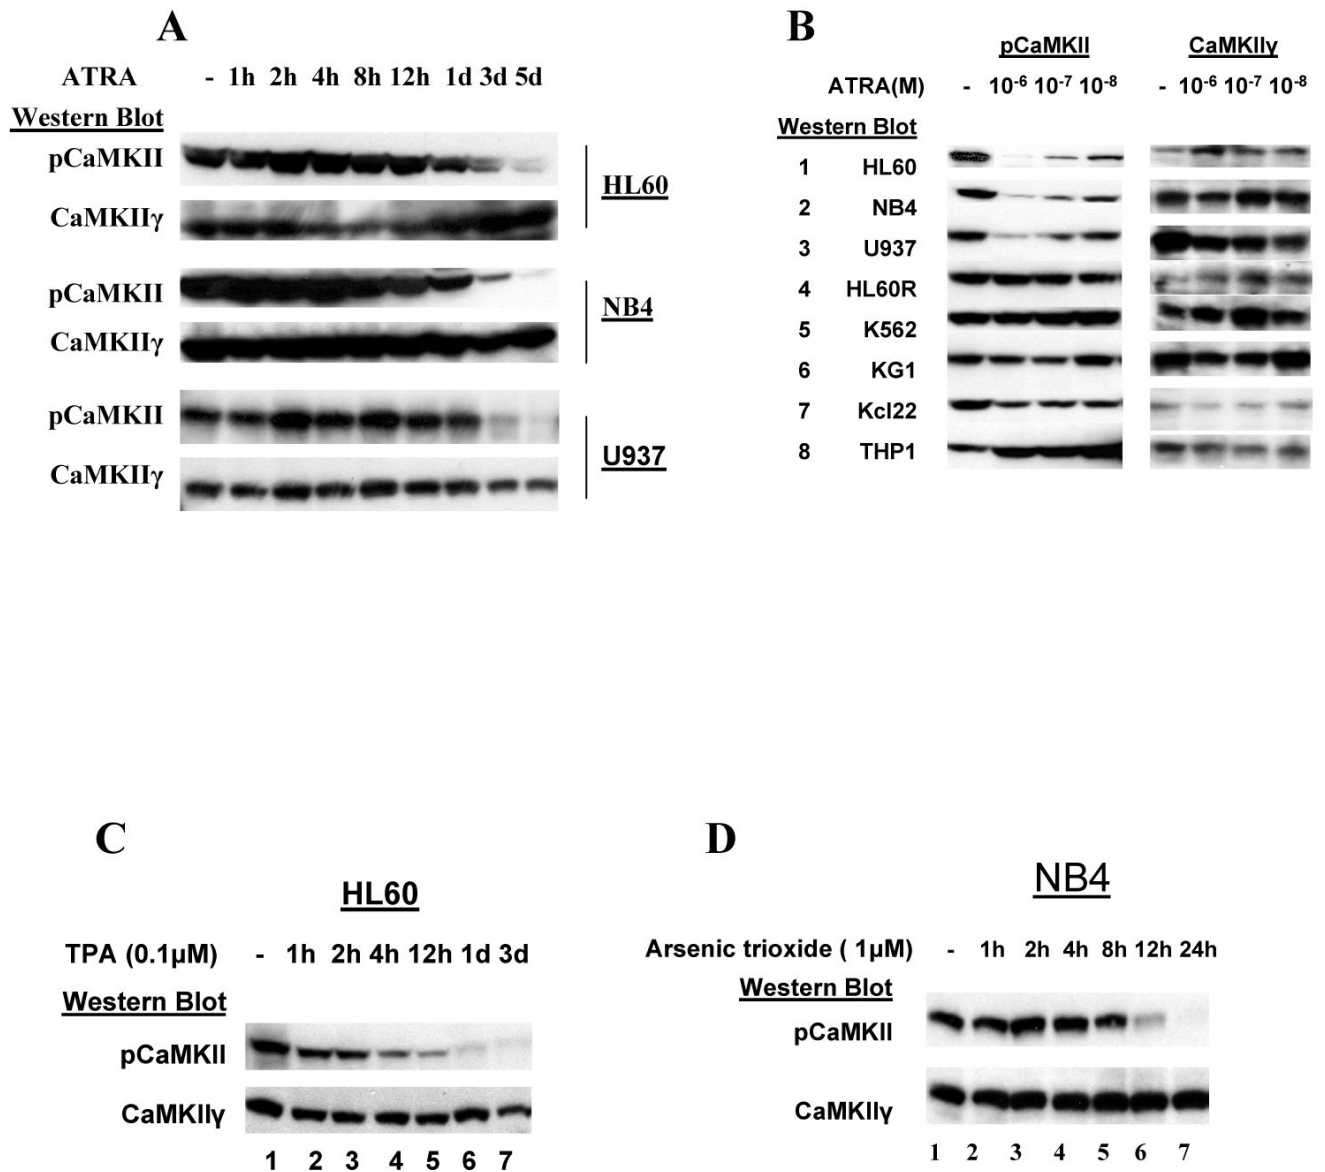 A
ATRA - 1h 2h 4h 8h 12h 1d 3d 5d
Western Blot
pCaMKII
CaMKIIγ
HL60
pCaMKII
CaMKIIγ
NB4
pCaMKII
CaMKIIγ
U937
B
pCaMKII CaMKIIγ
ATRA(M) - 10-6 10-7 10-8 - 10-6 10-7 10-8
Western Blot
1 HL60
2 NB4
3 U937
4 HL60R
5 K562
6 KG1
7 Kcl22
8 THP1
C
HL60
TPA (0.1µM) - 1h 2h 4h 12h 1d 3d
Western Blot
pCaMKII
CaMKIIγ
1 2 3 4 5 6 7
D
NB4
Arsenic trioxide ( 1µM) - 1h 2h 4h 8h 12h 24h
Western Blot
pCaMKII
CaMKIIγ
1 2 3 4 5 6 7